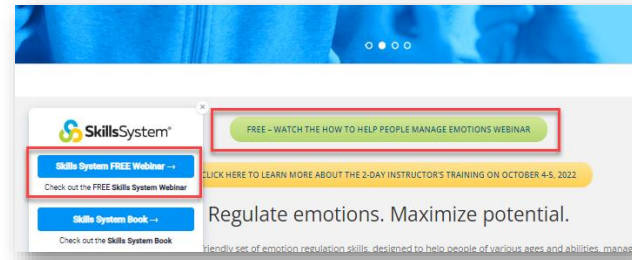 SkillsSystem®
Skills System FREE Webinar →
Check out the FREE Skills System Webinar
Skills System Book →
Check out the Skills System Book
FREE – WATCH THE HOW TO HELP PEOPLE MANAGE EMOTIONS WEBINAR
CLICK HERE TO LEARN MORE ABOUT THE 2-DAY INSTRUCTOR'S TRAINING ON OCTOBER 4-5, 2022
Regulate emotions. Maximize potential.
friendly set of emotion regulation skills, designed to help people of various ages and abilities, manag